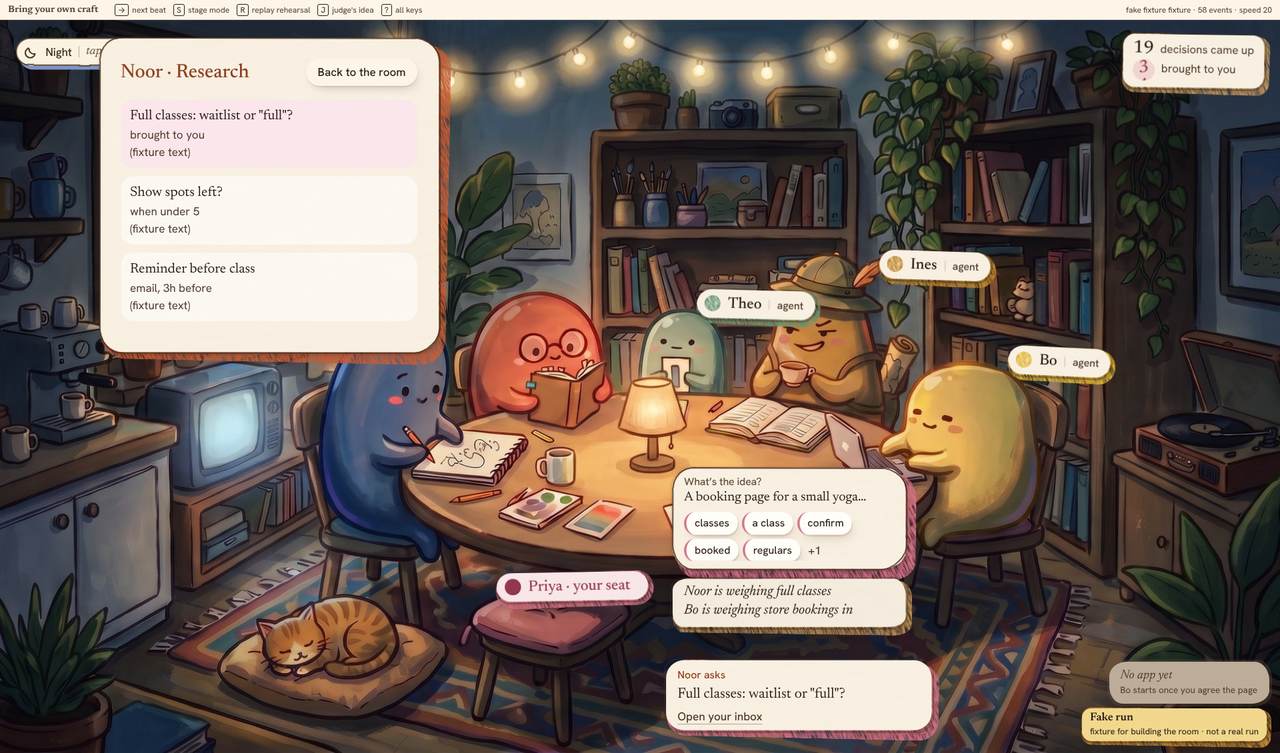 Bring your own craft
→ next beat S stage mode R replay rehearsal J judge's idea ? all keys
fake fixture fixture · 58 events · speed 20
Night tap
Noor · Research
Back to the room
Full classes: waitlist or "full"?
brought to you
(fixture text)
Show spots left?
when under 5
(fixture text)
Reminder before class
email, 3h before
(fixture text)
19 decisions came up
3 brought to you
Ines agent
Theo agent
Bo agent
What's the idea?
A booking page for a small yoga...
classes a class confirm
booked regulars +1
Priya · your seat
Noor is weighing full classes
Bo is weighing store bookings in
Noor asks
Full classes: waitlist or "full"?
Open your inbox
No app yet
Bo starts once you agree the page
Fake run
fixture for building the room · not a real run